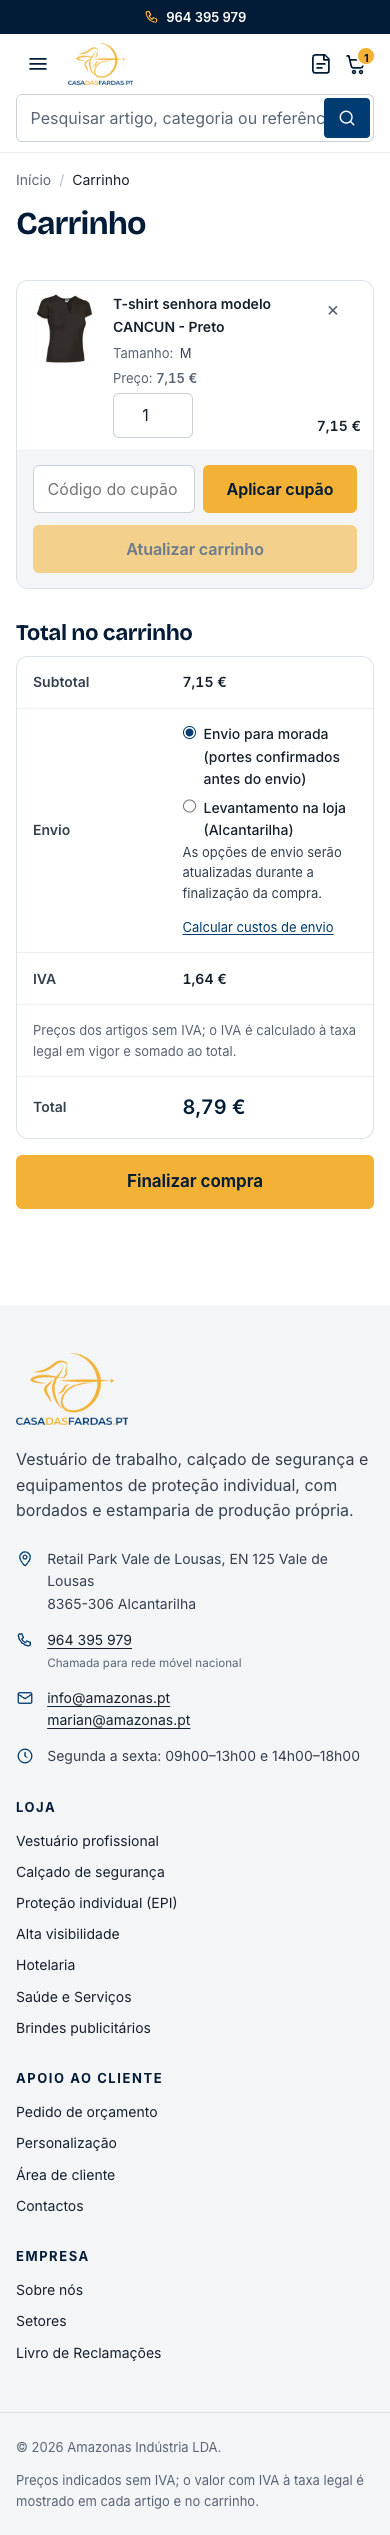 964 395 979
CASADASFARDAS.PT
1
Pesquisar artigo, categoria ou referênc
Início / Carrinho
Carrinho
T-shirt senhora modelo
CANCUN - Preto
×
Tamanho: M
Preço: 7,15 €
1
7,15 €
Código do cupão
Aplicar cupão
Atualizar carrinho
Total no carrinho
Subtotal 7,15 €
Envio
Envio para morada
(portes confirmados
antes do envio)
Levantamento na loja
(Alcantarilha)
As opções de envio serão
atualizadas durante a
finalização da compra.
Calcular custos de envio
IVA 1,64 €
Preços dos artigos sem IVA; o IVA é calculado à taxa
legal em vigor e somado ao total.
Total 8,79 €
Finalizar compra
CASADASFARDAS.PT
Vestuário de trabalho, calçado de segurança e
equipamentos de proteção individual, com
bordados e estamparia de produção própria.
Retail Park Vale de Lousas, EN 125 Vale de
Lousas
8365-306 Alcantarilha
964 395 979
Chamada para rede móvel nacional
info@amazonas.pt
marian@amazonas.pt
Segunda a sexta: 09h00–13h00 e 14h00–18h00
LOJA
Vestuário profissional
Calçado de segurança
Proteção individual (EPI)
Alta visibilidade
Hotelaria
Saúde e Serviços
Brindes publicitários
APOIO AO CLIENTE
Pedido de orçamento
Personalização
Área de cliente
Contactos
EMPRESA
Sobre nós
Setores
Livro de Reclamações
© 2026 Amazonas Indústria LDA.
Preços indicados sem IVA; o valor com IVA à taxa legal é
mostrado em cada artigo e no carrinho.